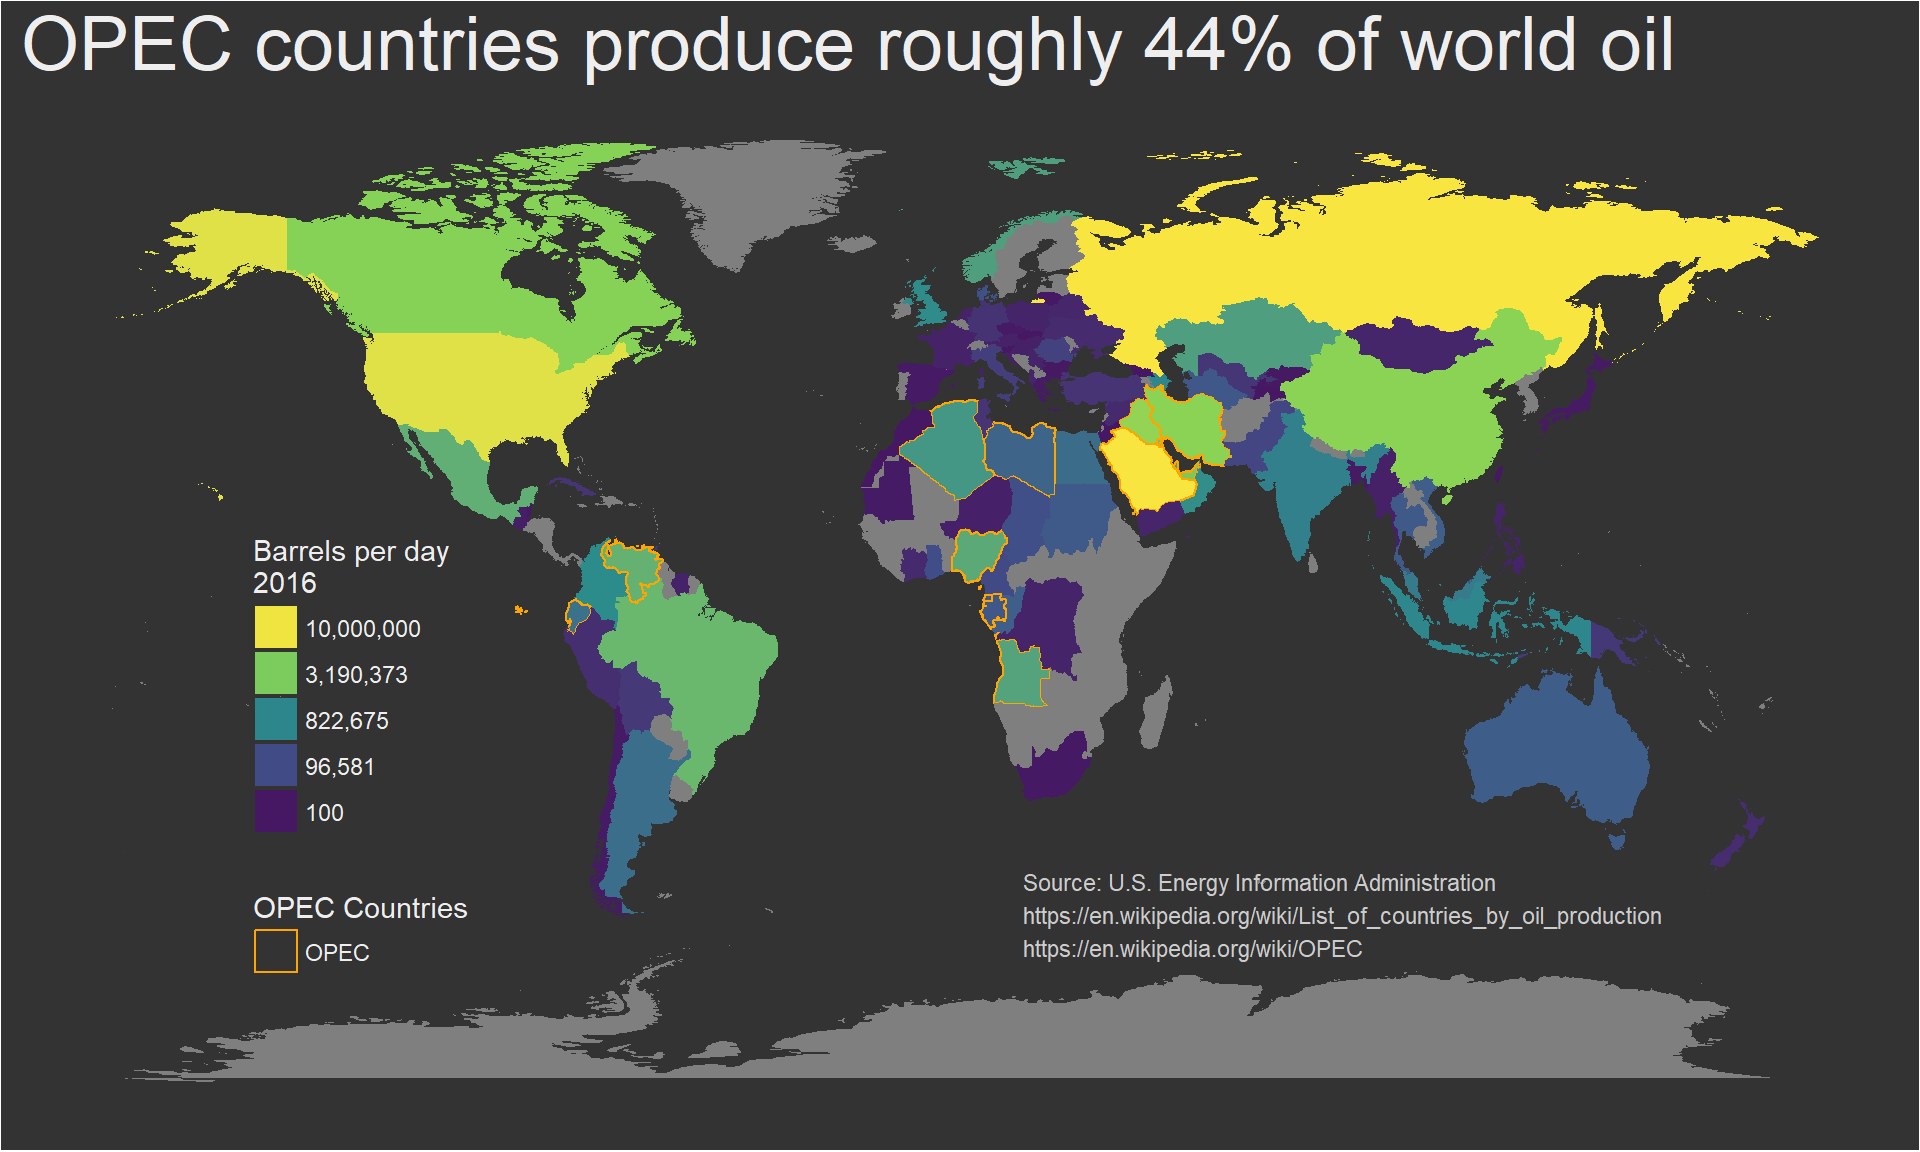 OPEC countries produce roughly 44% of world oil
Barrels per day
2016
10,000,000
3,190,373
822,675
96,581
100
OPEC Countries
OPEC
Source: U.S. Energy Information Administration
https://en.wikipedia.org/wiki/List_of_countries_by_oil_production
https://en.wikipedia.org/wiki/OPEC